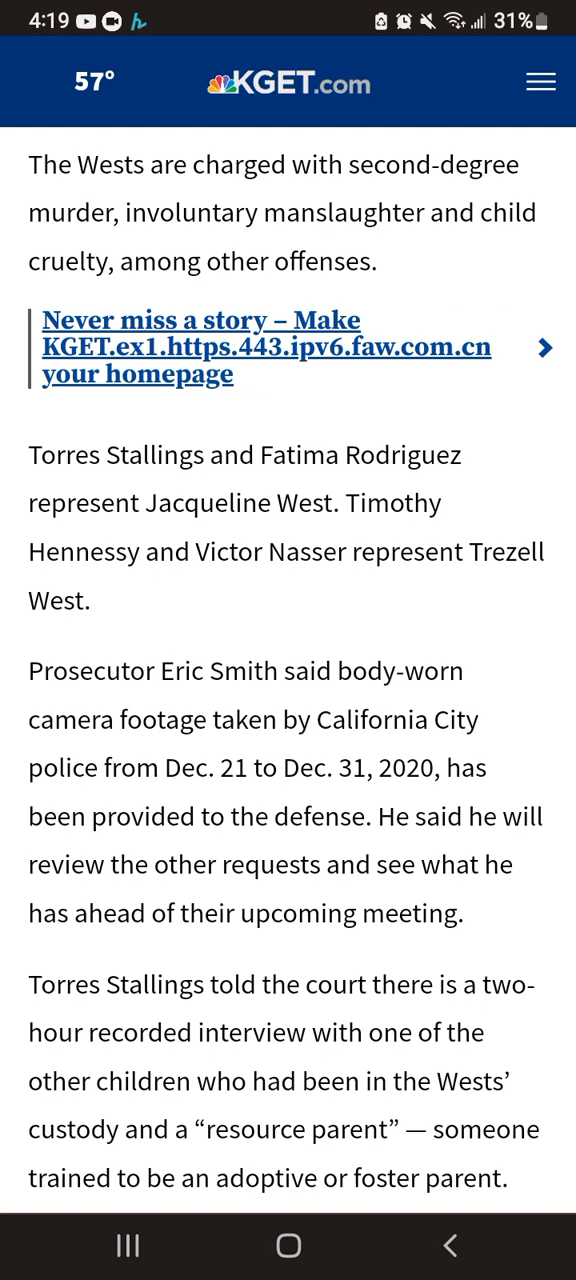 4:19
31%
57°
KGET.com
The Wests are charged with second-degree
murder, involuntary manslaughter and child
cruelty, among other offenses.
Never miss a story – Make
KGET.ex1.https.443.ipv6.faw.com.cn
your homepage
Torres Stallings and Fatima Rodriguez
represent Jacqueline West. Timothy
Hennessy and Victor Nasser represent Trezell
West.
Prosecutor Eric Smith said body-worn
camera footage taken by California City
police from Dec. 21 to Dec. 31, 2020, has
been provided to the defense. He said he will
review the other requests and see what he
has ahead of their upcoming meeting.
Torres Stallings told the court there is a two-
hour recorded interview with one of the
other children who had been in the Wests’
custody and a “resource parent” — someone
trained to be an adoptive or foster parent.